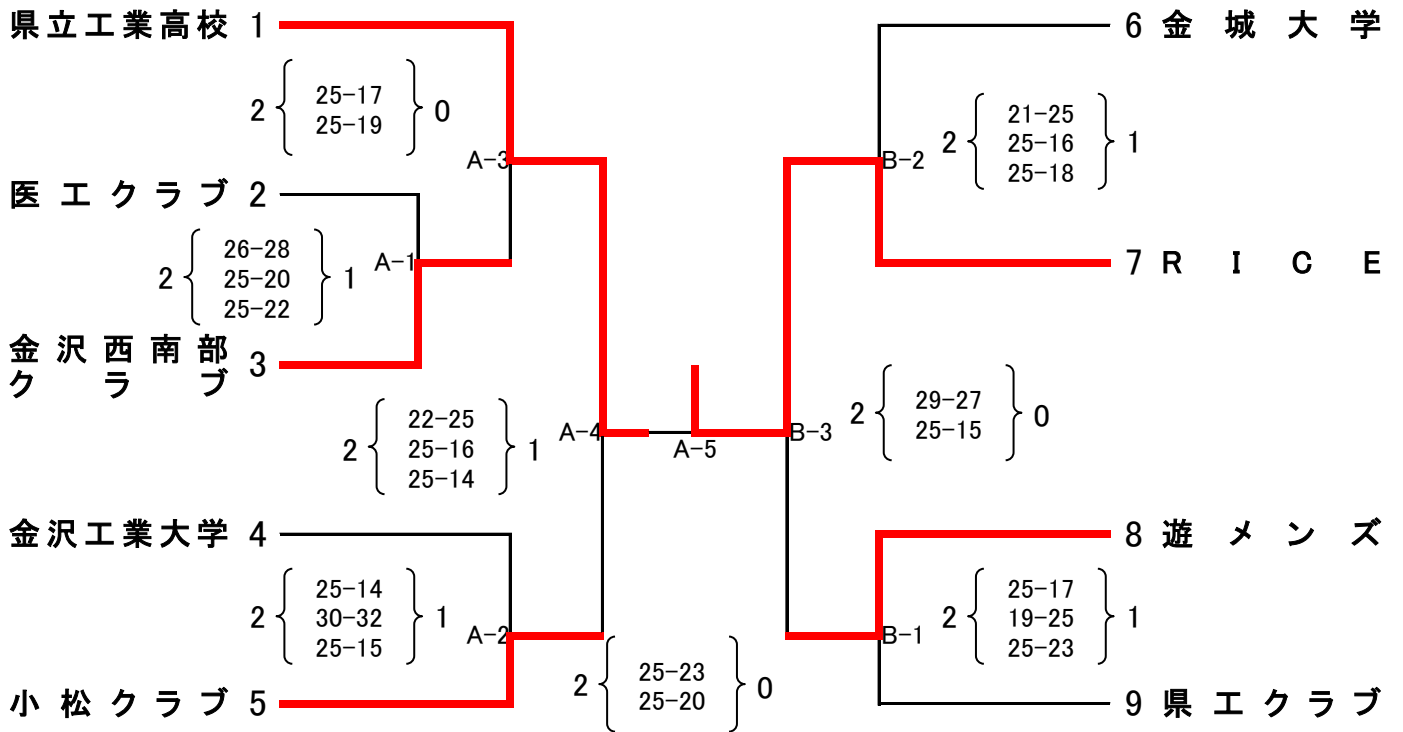 県立工業高校 1
2 25-17 0
25-19
A-3
医エクラブ 2
26-28
2 25-20 1
25-22
A-1
金沢西南部 3
クラブ
22-25
2 25-16 1
25-14
A-4
金沢工業大学 4
25-14
2 30-32 1
25-15
A-2
小松クラブ 5
25-23
2 25-20 0
A-5
6 金城大学
21-25
2 25-16 1
25-18
B-2
7 RICE
29-27
2 25-15 0
B-3
8 遊メンズ
25-17
2 19-25 1
25-23
B-1
9 県エクラブ